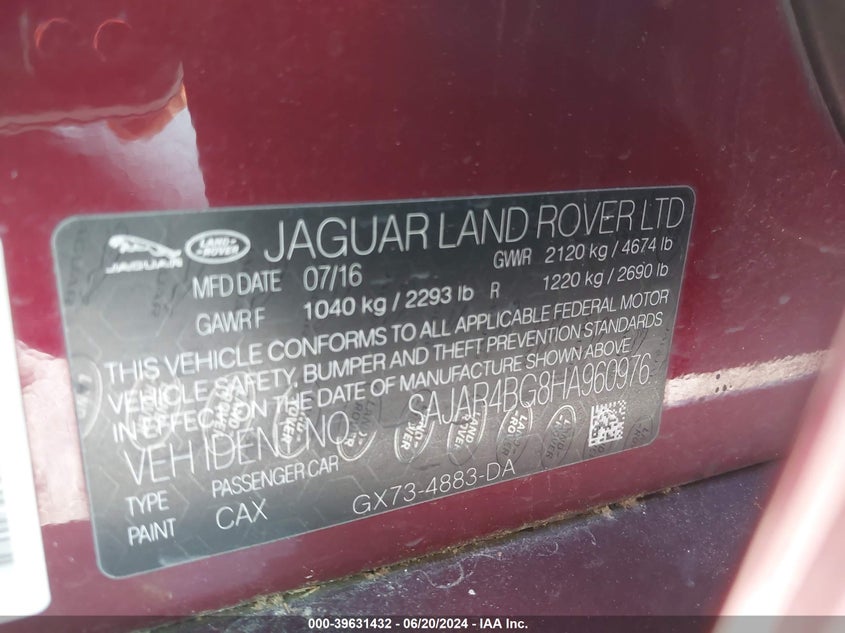 JAGUAR LAND ROVER JAGUAR LAND ROVER LTD
MFD DATE 07/16 GWR 2120 kg / 4674 lb
GAWR F 1040 kg / 2293 lb R 1220 kg / 2690 lb
THIS VEHICLE CONFORMS TO ALL APPLICABLE FEDERAL MOTOR
VEHICLE SAFETY, BUMPER AND THEFT PREVENTION STANDARDS
IN EFFECT ON THE DATE OF MANUFACTURE SHOWN ABOVE
VEH IDENT NO. SAJAR4BG8HA960976
TYPE PASSENGER CAR
PAINT CAX GX73-4883-DA
000-39631432 - 06/20/2024 - IAA Inc.